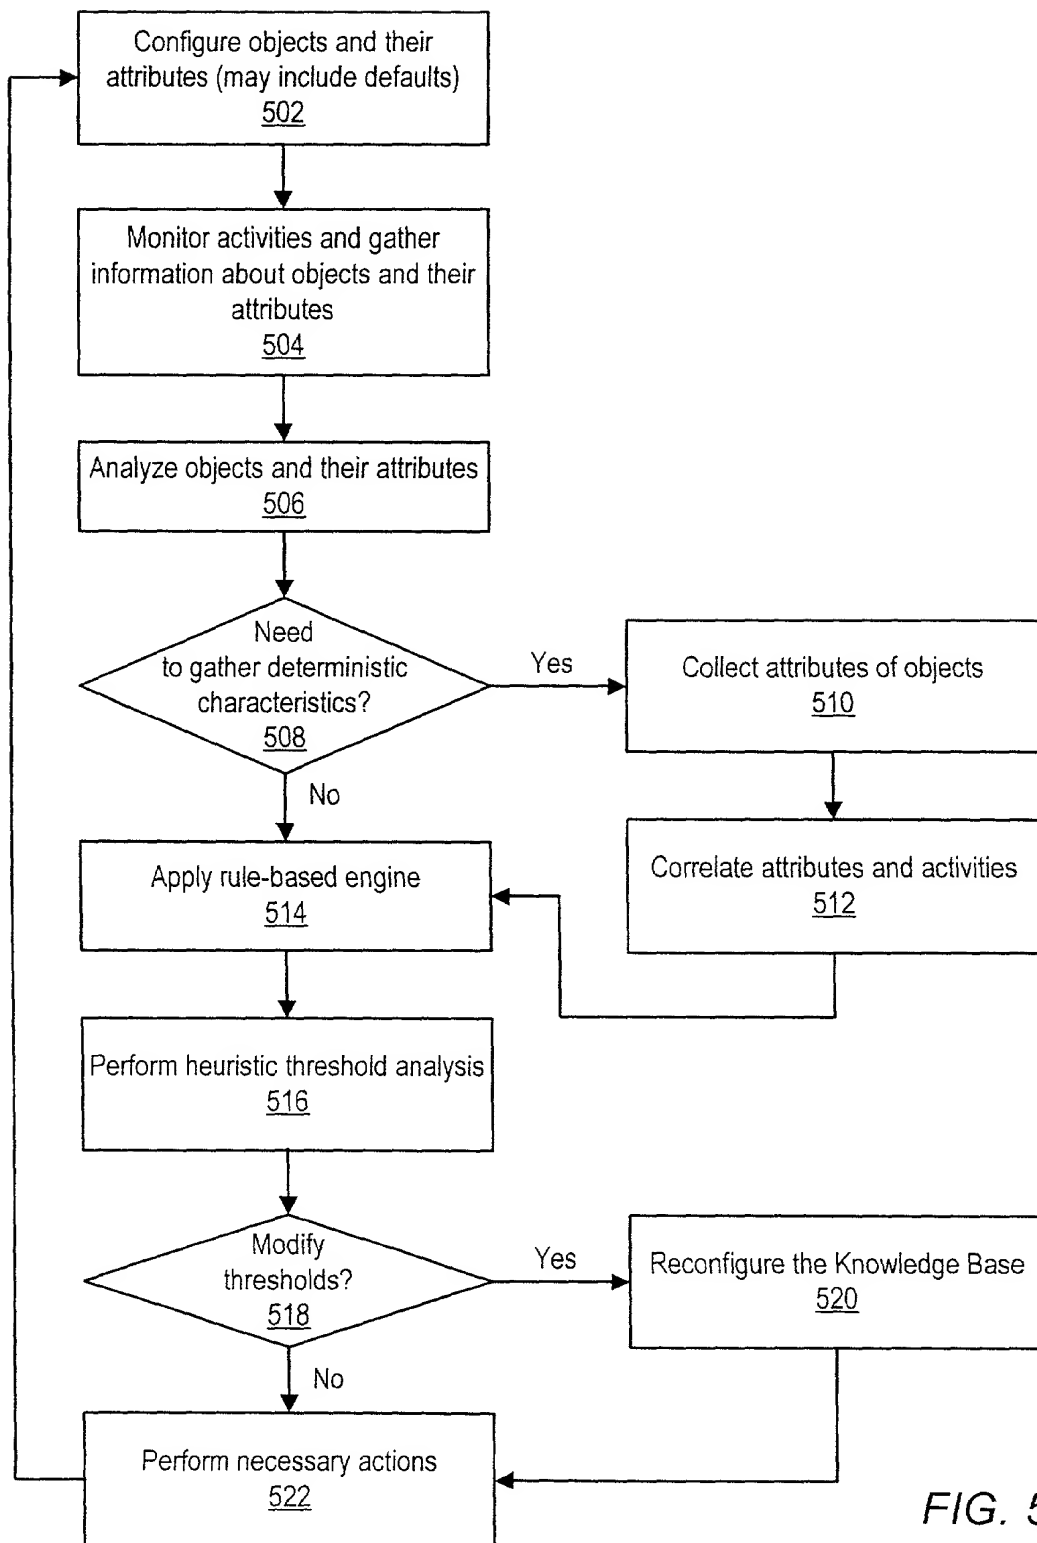 Configure objects and their
attributes (may include defaults)
502
Monitor activities and gather
information about objects and their
attributes
504
Analyze objects and their attributes
506
Need
to gather deterministic
characteristics?
508
Yes
No
Collect attributes of objects
510
Correlate attributes and activities
512
Apply rule-based engine
514
Perform heuristic threshold analysis
516
Modify
thresholds?
518
Yes
No
Reconfigure the Knowledge Base
520
Perform necessary actions
522
FIG. 5